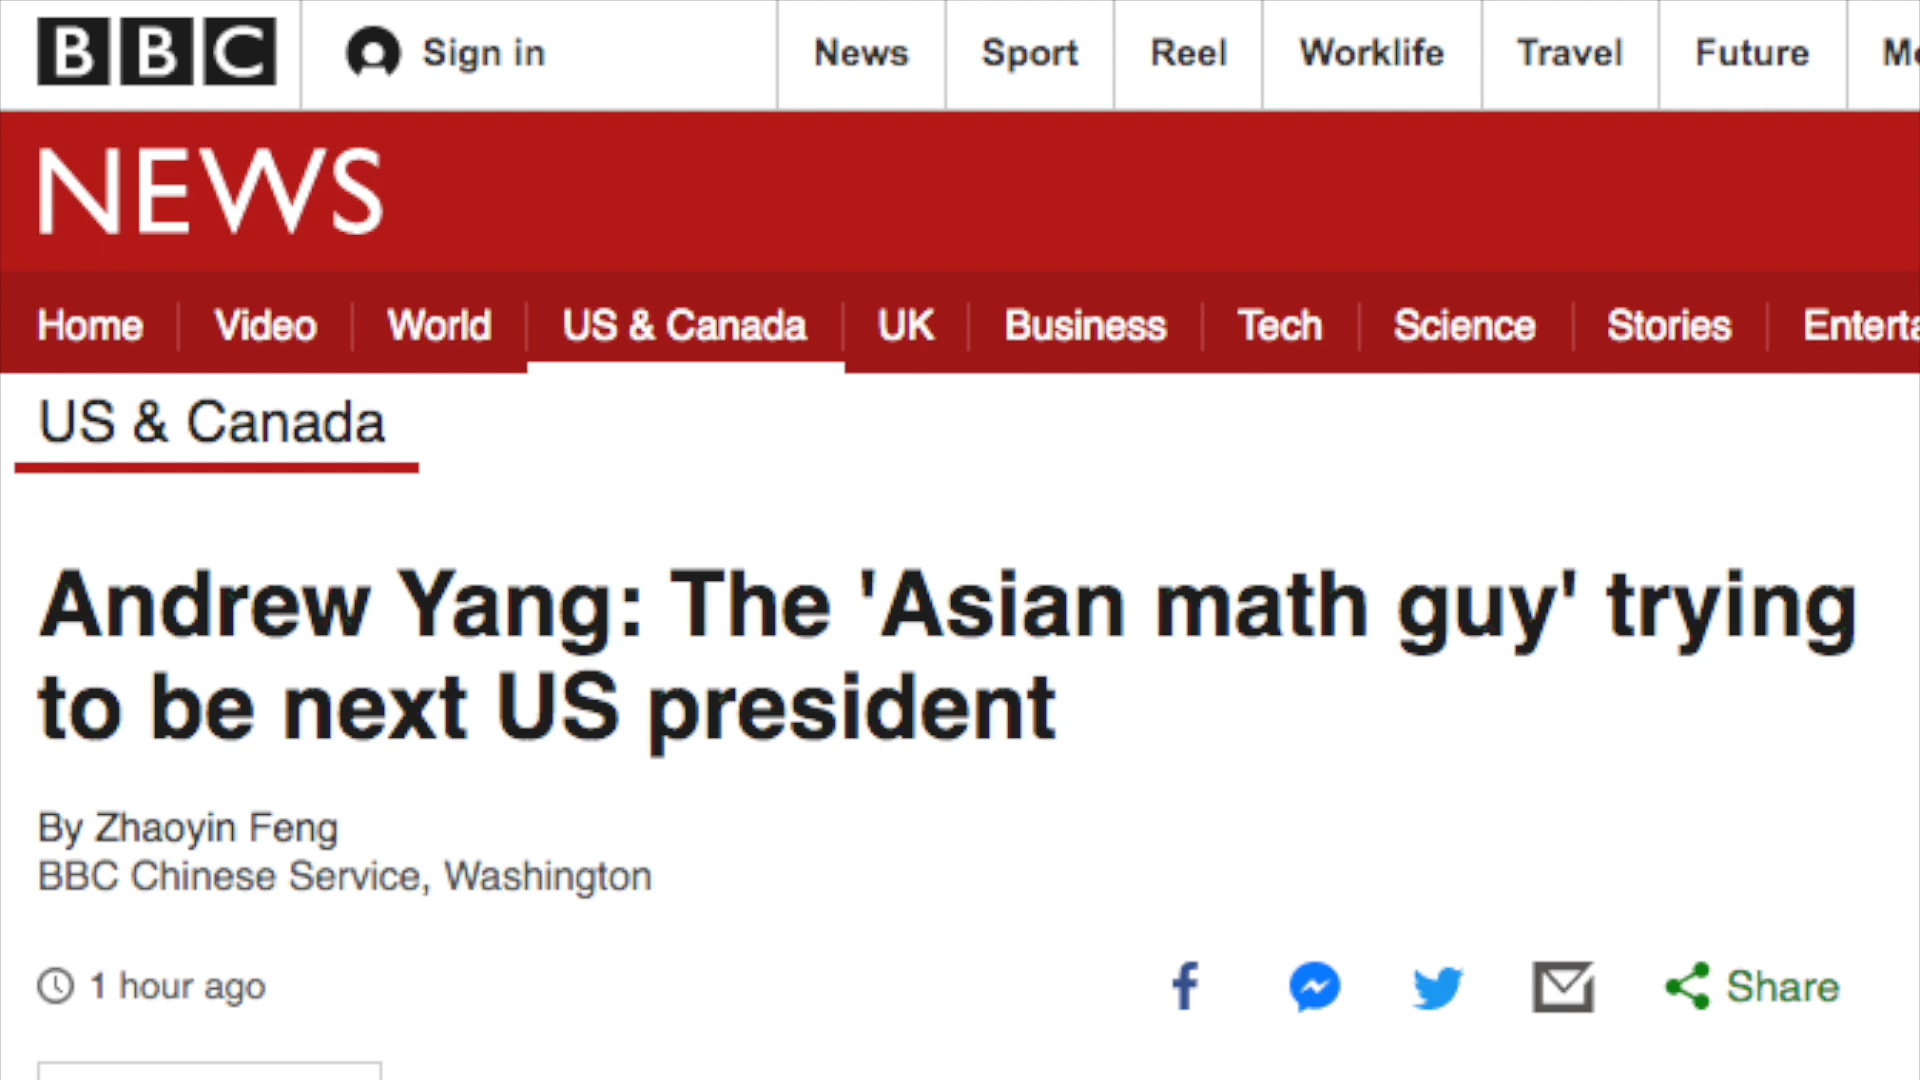 BBC Sign in News Sport Reel Worklife Travel Future
NEWS
Home Video World US & Canada UK Business Tech Science Stories
US & Canada
Andrew Yang: The 'Asian math guy' trying
to be next US president
By Zhaoyin Feng
BBC Chinese Service, Washington
1 hour ago Share